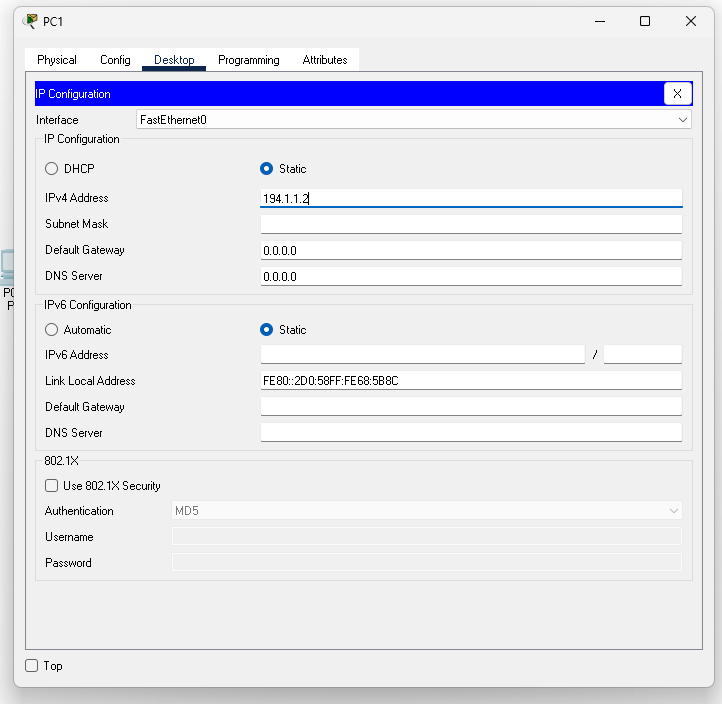 PC1
Physical Config Desktop Programming Attributes
IP Configuration X
Interface FastEthernet0
IP Configuration
DHCP Static
IPv4 Address 194.1.1.2
Subnet Mask
Default Gateway 0.0.0.0
DNS Server 0.0.0.0
IPv6 Configuration
Automatic Static
IPv6 Address /
Link Local Address FE80::2D0:58FF:FE68:5B8C
Default Gateway
DNS Server
802.1X
Use 802.1X Security
Authentication MD5
Username
Password
Top